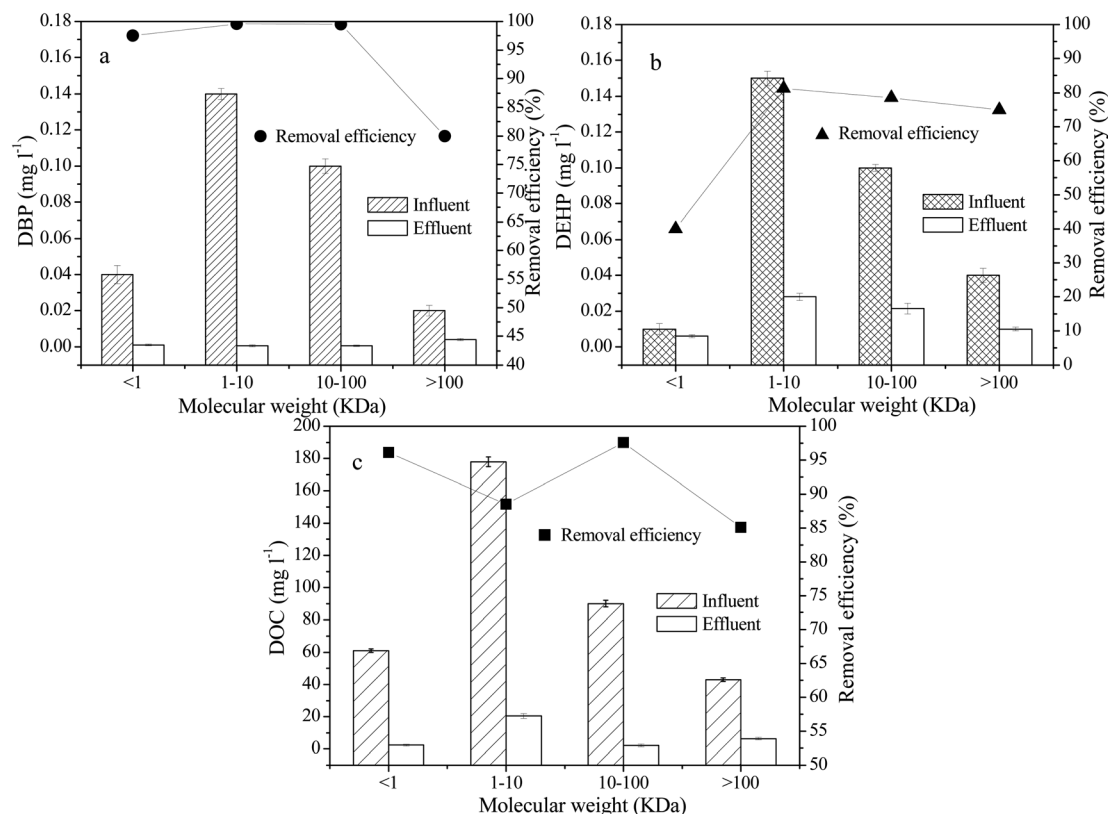 a
0.18
0.16
0.14
0.12
0.10
0.08
0.06
0.04
0.02
0.00
DBP (mg l⁻¹)
100
95
90
85
80
75
70
65
60
55
50
45
40
Removal efficiency (%)
Removal efficiency
Influent
Effluent
<1 1-10 10-100 >100
Molecular weight (KDa)
b
0.18
0.16
0.14
0.12
0.10
0.08
0.06
0.04
0.02
0.00
DEHP (mg l⁻¹)
100
90
80
70
60
50
40
30
20
10
0
Removal efficiency (%)
Removal efficiency
Influent
Effluent
<1 1-10 10-100 >100
Molecular weight (KDa)
c
200
180
160
140
120
100
80
60
40
20
0
DOC (mg l⁻¹)
100
95
90
85
80
75
70
65
60
55
50
Removal efficiency (%)
Removal efficiency
Influent
Effluent
<1 1-10 10-100 >100
Molecular weight (KDa)